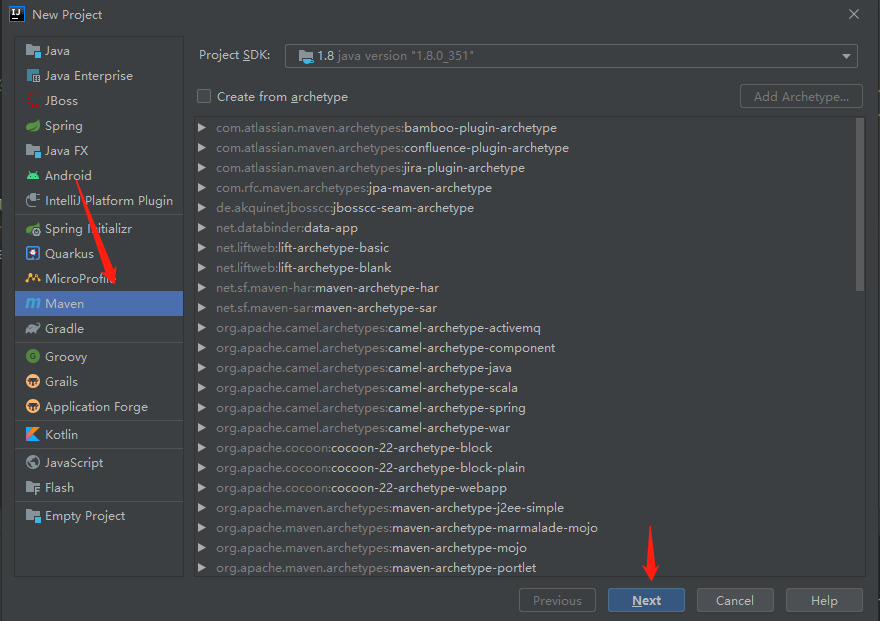 New Project
Java
Java Enterprise
JBoss
Spring
Java FX
Android
IntelliJ Platform Plugin
Spring Initializr
Quarkus
MicroProfile
Maven
Gradle
Groovy
Grails
Application Forge
Kotlin
JavaScript
Flash
Empty Project
Project SDK: 1.8 java version "1.8.0_351"
Create from archetype Add Archetype...
com.atlassian.maven.archetypes:bamboo-plugin-archetype
com.atlassian.maven.archetypes:confluence-plugin-archetype
com.atlassian.maven.archetypes:jira-plugin-archetype
com.rfc.maven.archetypes:jpa-maven-archetype
de.akquinet.jbosscc:jbosscc-seam-archetype
net.databinder:data-app
net.liftweb:lift-archetype-basic
net.liftweb:lift-archetype-blank
net.sf.maven-har:maven-archetype-har
net.sf.maven-sar:maven-archetype-sar
org.apache.camel.archetypes:camel-archetype-activemq
org.apache.camel.archetypes:camel-archetype-component
org.apache.camel.archetypes:camel-archetype-java
org.apache.camel.archetypes:camel-archetype-scala
org.apache.camel.archetypes:camel-archetype-spring
org.apache.camel.archetypes:camel-archetype-war
org.apache.cocoon:cocoon-22-archetype-block
org.apache.cocoon:cocoon-22-archetype-block-plain
org.apache.cocoon:cocoon-22-archetype-webapp
org.apache.maven.archetypes:maven-archetype-j2ee-simple
org.apache.maven.archetypes:maven-archetype-marmalade-mojo
org.apache.maven.archetypes:maven-archetype-mojo
org.apache.maven.archetypes:maven-archetype-portlet
Previous Next Cancel Help